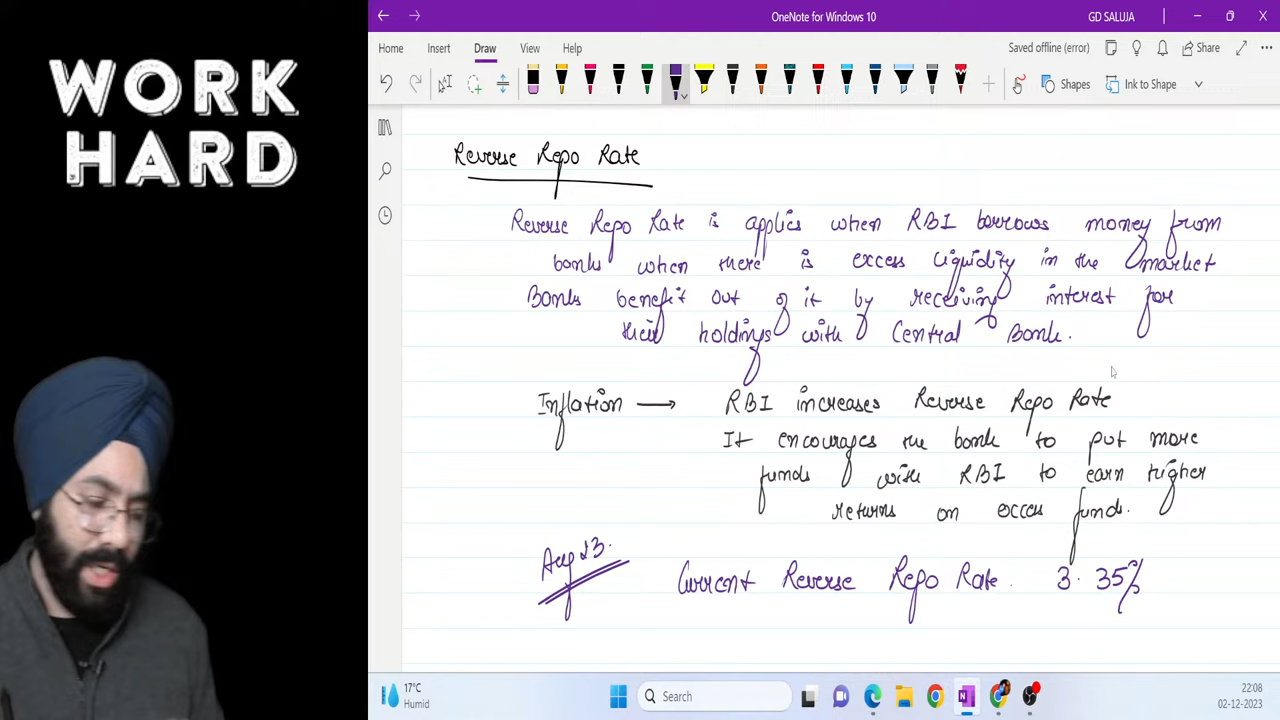 WORK
HARD
OneNote for Windows 10
GD SALUJA
Home Insert Draw View Help
Saved offline (error)
Share
Shapes
Ink to Shape
Reverse Repo Rate
Reverse Repo Rate is applies when RBI borrows money from
banks when there is excess liquidity in the market
Banks benefit out of it by receiving interest for
their holdings with Central Bank.
Inflation → RBI increases Reverse Repo Rate
It encourages the bank to put more
funds with RBI to earn higher
returns on excess funds.
Aug 23.
Current Reverse Repo Rate. 3.35%
17°C
Humid
Search
22:08
02-12-2023